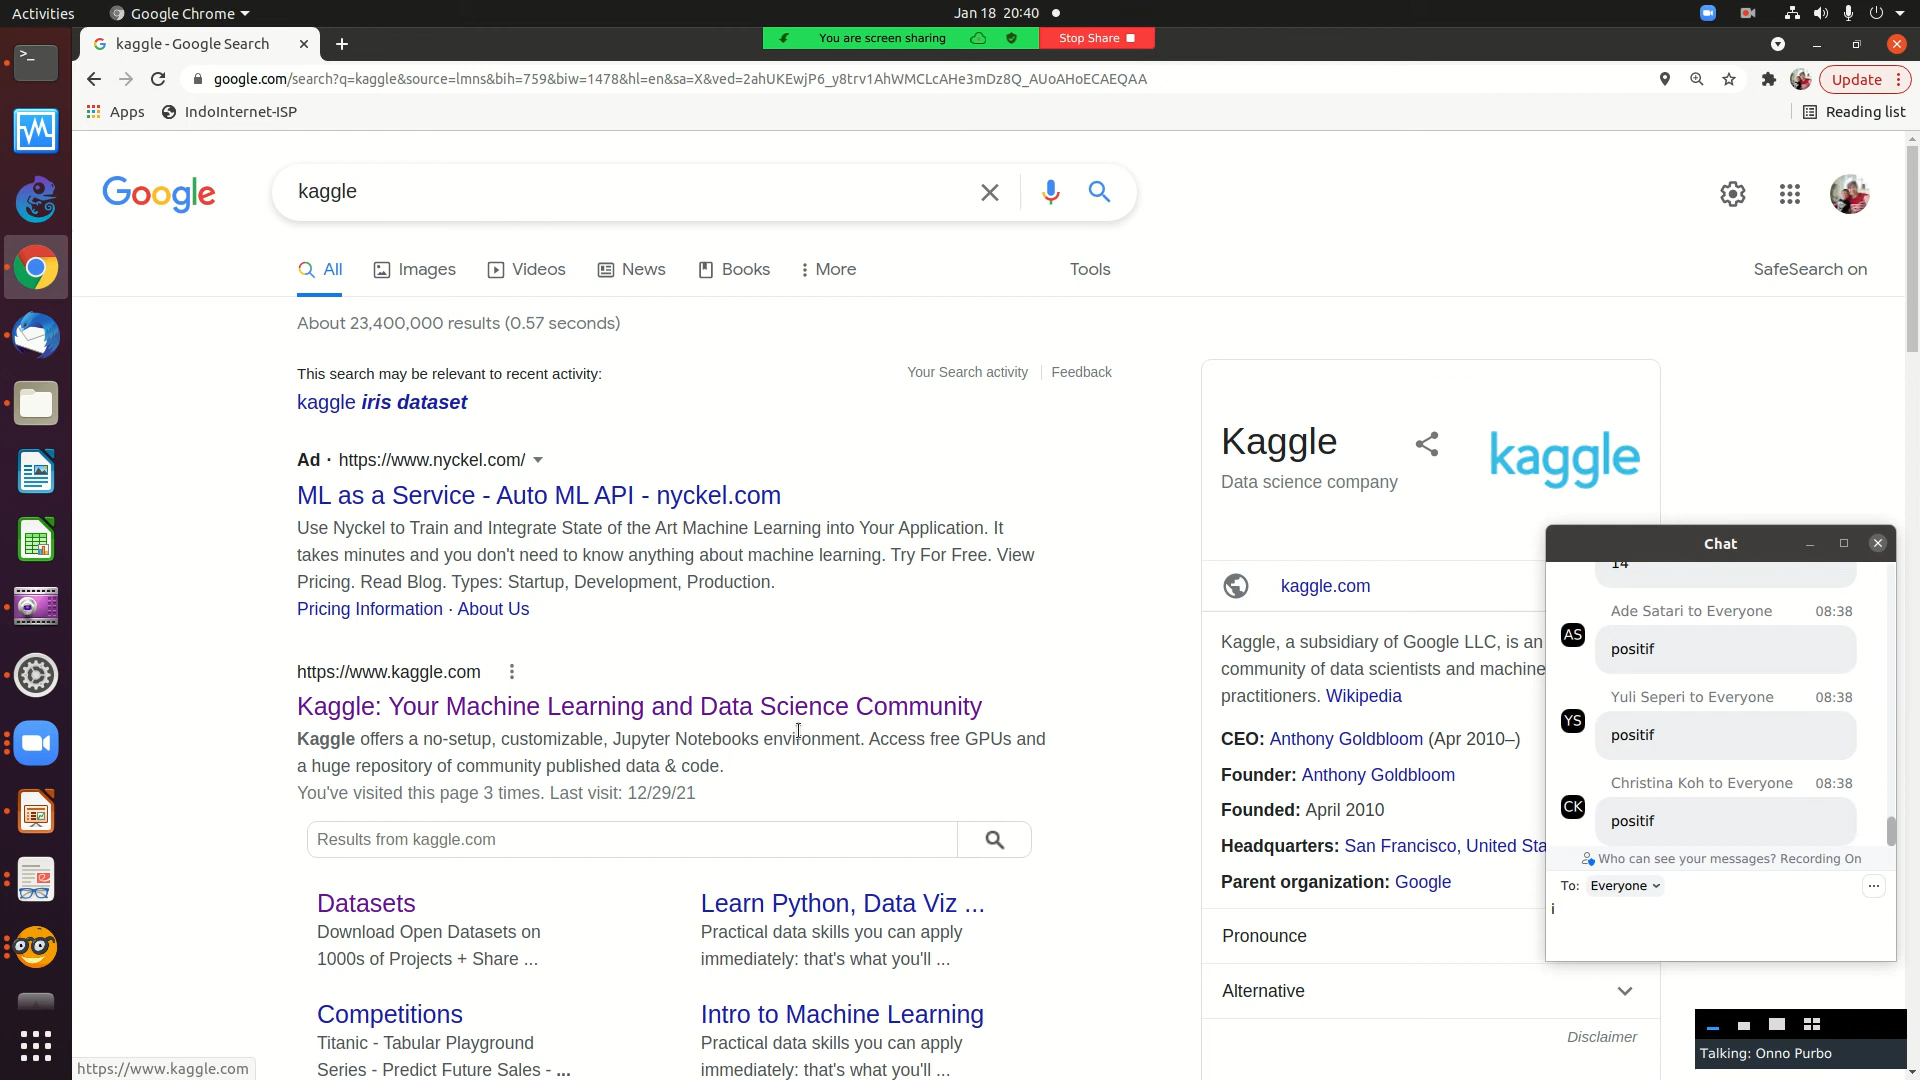 Activities
Google Chrome
Jan 18 20:40
kaggle - Google Search
You are screen sharing
Stop Share
google.com/search?q=kaggle&source=lmns&bih=759&biw=1478&hl=en&sa=X&ved=2ahUKEwjP6_y8trv1AhWMCLcAHe3mDz8Q_AUoAHoECAEQAA
Update
Apps
IndoInternet-ISP
Reading list
Google
kaggle
All
Images
Videos
News
Books
More
Tools
SafeSearch on
About 23,400,000 results (0.57 seconds)
This search may be relevant to recent activity:
Your Search activity
Feedback
kaggle iris dataset
Ad · https://www.nyckel.com/
ML as a Service - Auto ML API - nyckel.com
Use Nyckel to Train and Integrate State of the Art Machine Learning into Your Application. It
takes minutes and you don't need to know anything about machine learning. Try For Free. View
Pricing. Read Blog. Types: Startup, Development, Production.
Pricing Information · About Us
https://www.kaggle.com
Kaggle: Your Machine Learning and Data Science Community
Kaggle offers a no-setup, customizable, Jupyter Notebooks environment. Access free GPUs and
a huge repository of community published data & code.
You've visited this page 3 times. Last visit: 12/29/21
Results from kaggle.com
Datasets
Download Open Datasets on
1000s of Projects + Share ...
Learn Python, Data Viz ...
Practical data skills you can apply
immediately: that's what you'll ...
Competitions
Titanic - Tabular Playground
Series - Predict Future Sales - ...
Intro to Machine Learning
Practical data skills you can apply
immediately: that's what you'll ...
https://www.kaggle.com
Kaggle
Data science company
kaggle
kaggle.com
Kaggle, a subsidiary of Google LLC, is an
community of data scientists and machine
practitioners. Wikipedia
CEO: Anthony Goldbloom (Apr 2010–)
Founder: Anthony Goldbloom
Founded: April 2010
Headquarters: San Francisco, United Sta
Parent organization: Google
Pronounce
Alternative
Disclaimer
Chat
14
Ade Satari to Everyone 08:38
AS
positif
Yuli Seperi to Everyone 08:38
YS
positif
Christina Koh to Everyone 08:38
CK
positif
Who can see your messages? Recording On
To: Everyone
i
Talking: Onno Purbo